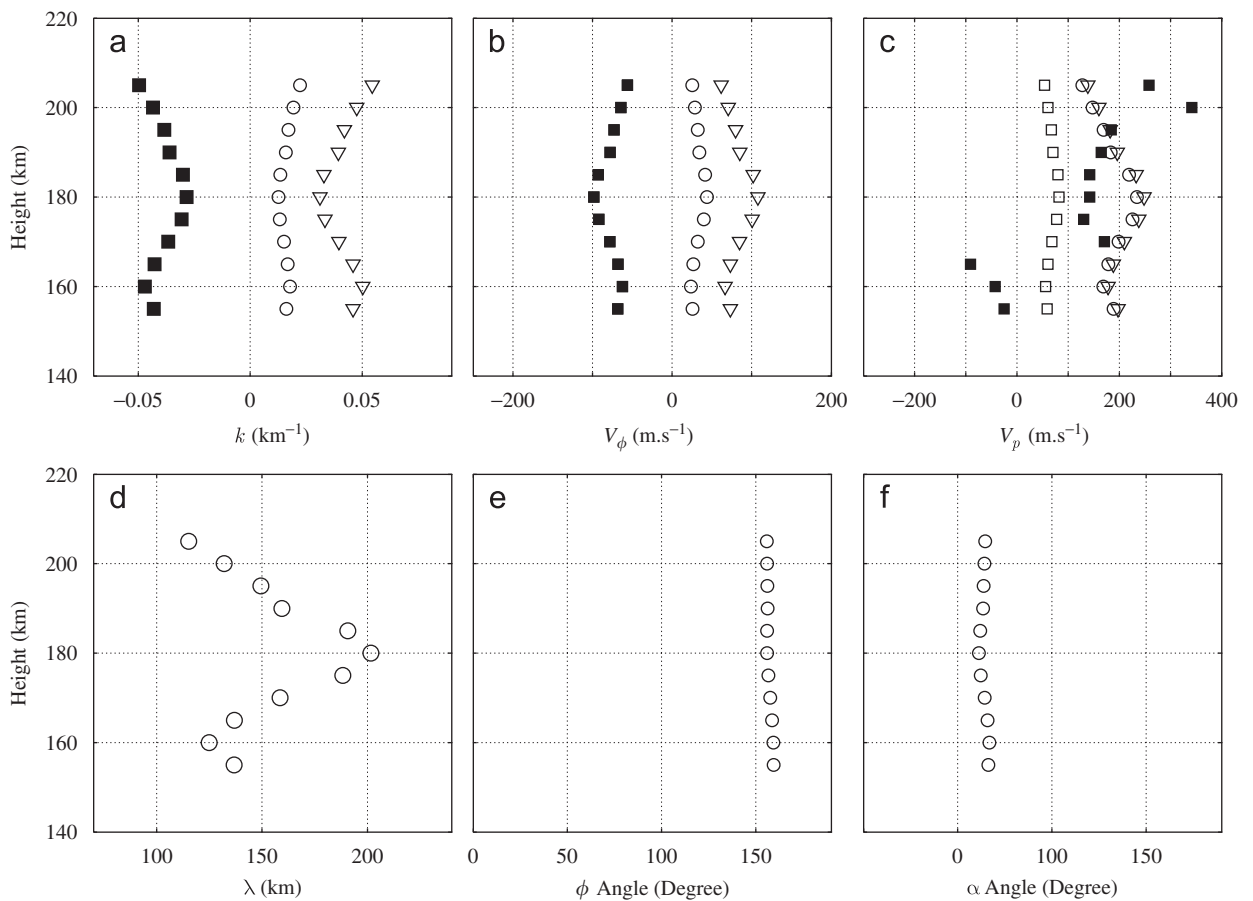 a
b
c
220
200
180
160
140
Height (km)
−0.05 0 0.05
−200 0 200
−200 0 200 400
k (km⁻¹)
V_ϕ (m.s⁻¹)
V_p (m.s⁻¹)
d
e
f
220
200
180
160
140
Height (km)
100 150 200
0 50 100 150
0 100
λ (km)
ϕ Angle (Degree)
α Angle (Degree)